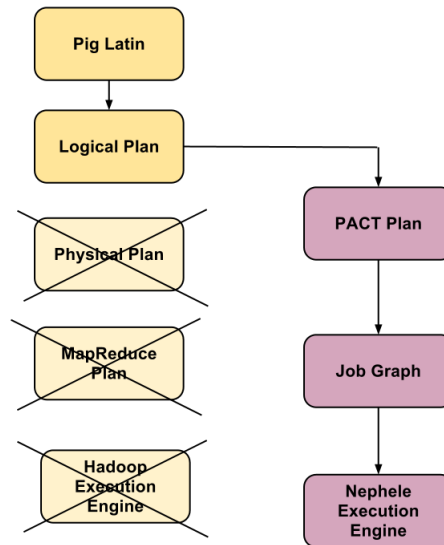 Pig Latin
Logical Plan
PACT Plan
Physical Plan
MapReduce
Plan
Job Graph
Hadoop
Execution
Engine
Nephele
Execution
Engine